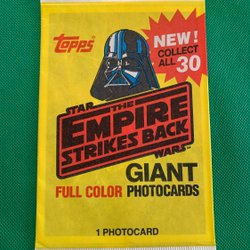 TOPPS
NEW!
COLLECT
ALL 30
STAR THE WARS
EMPIRE
STRIKES BACK
GIANT
FULL COLOR PHOTOCARDS
1 PHOTOCARD